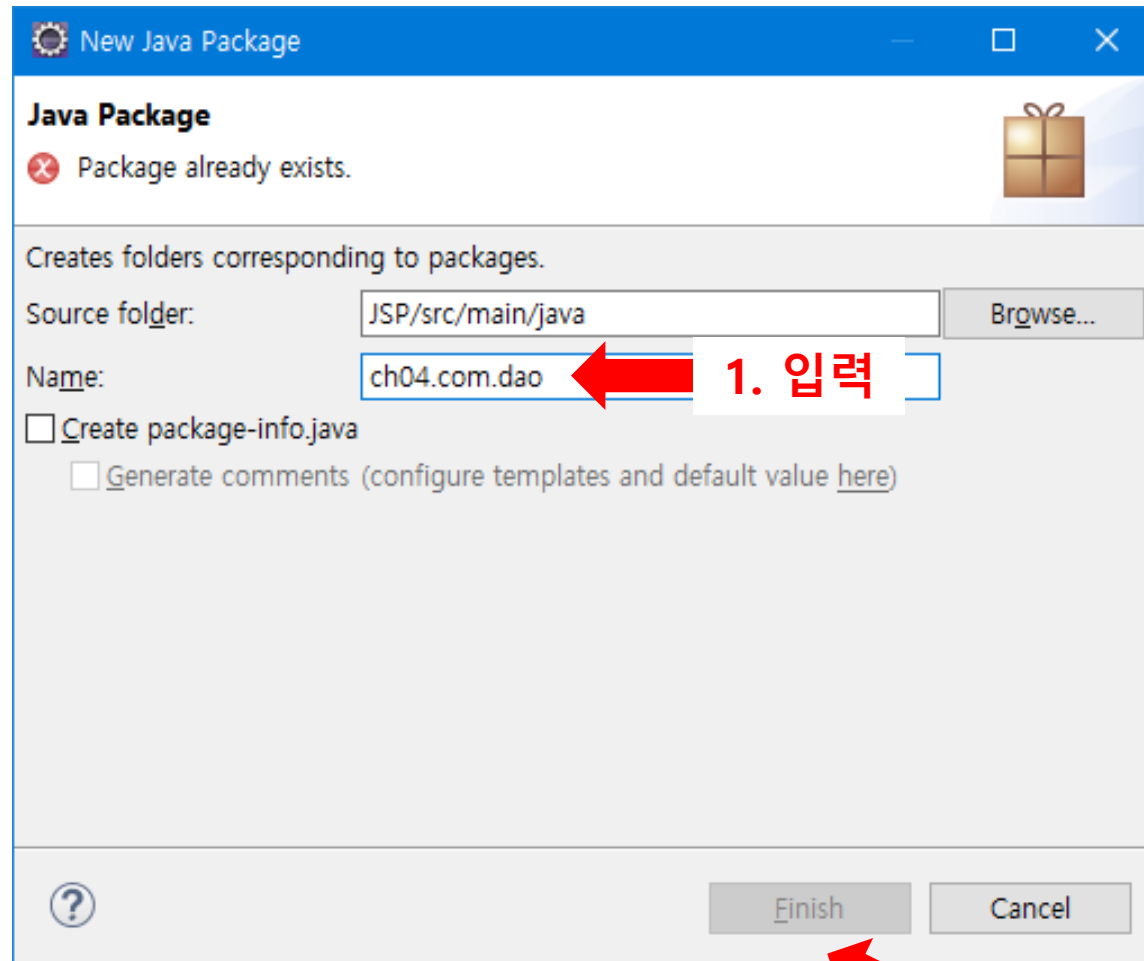 New Java Package
Java Package
Package already exists.
Creates folders corresponding to packages.
Source folder: JSP/src/main/java Browse...
Name: ch04.com.dao 1. 입력
Create package-info.java
Generate comments (configure templates and default value here)
? Finish Cancel